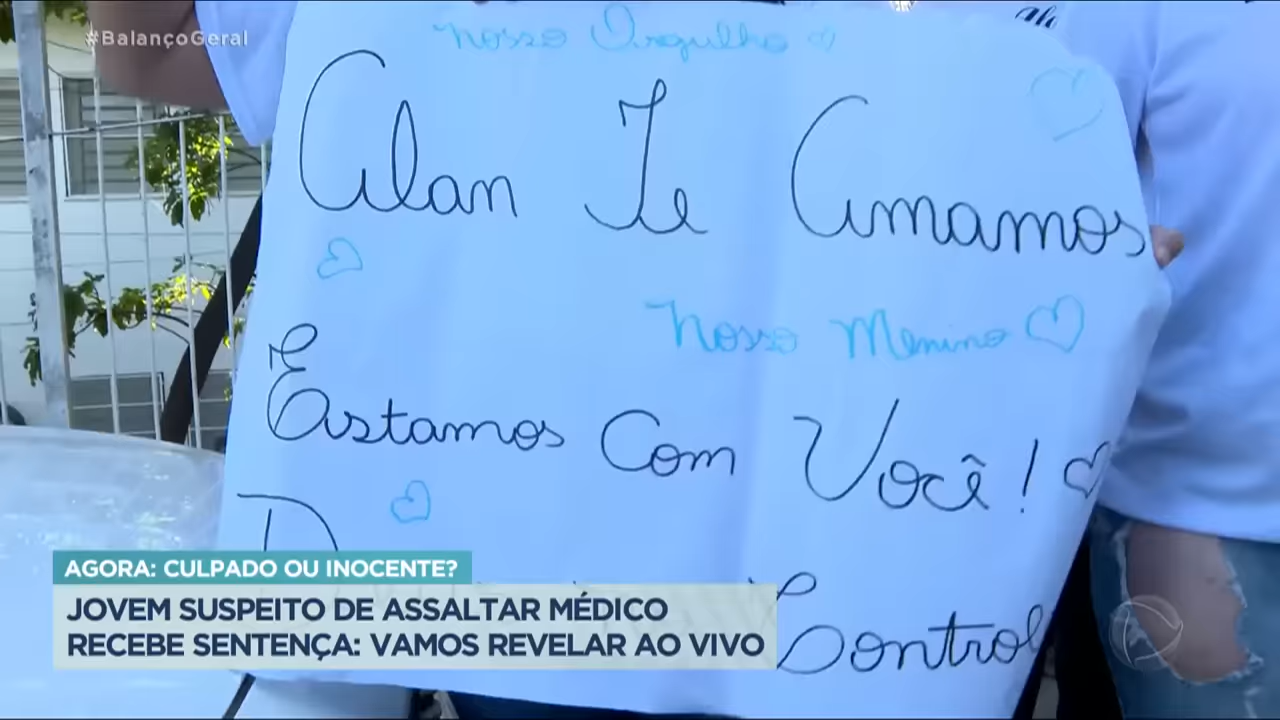 #BalançoGeral
Nosso Orgulho
Alan Te Amamos
Nosso Menino
Estamos Com Você!
AGORA: CULPADO OU INOCENTE?
JOVEM SUSPEITO DE ASSALTAR MÉDICO
RECEBE SENTENÇA: VAMOS REVELAR AO VIVO